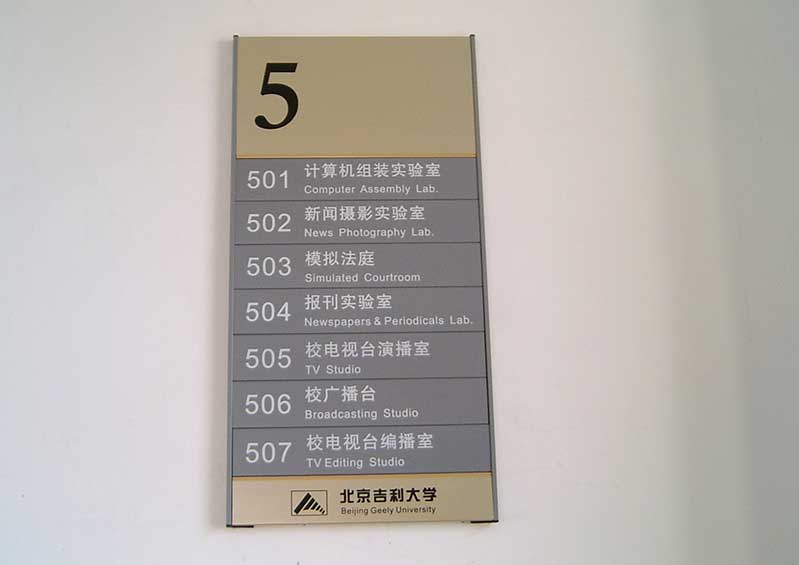 5
501 计算机组装实验室
Computer Assembly Lab.
502 新闻摄影实验室
News Photography Lab.
503 模拟法庭
Simulated Courtroom
504 报刊实验室
Newspapers & Periodicals Lab.
505 校电视台演播室
TV Studio
506 校广播台
Broadcasting Studio
507 校电视台编播室
TV Editing Studio
北京吉利大学
Beijing Geely University